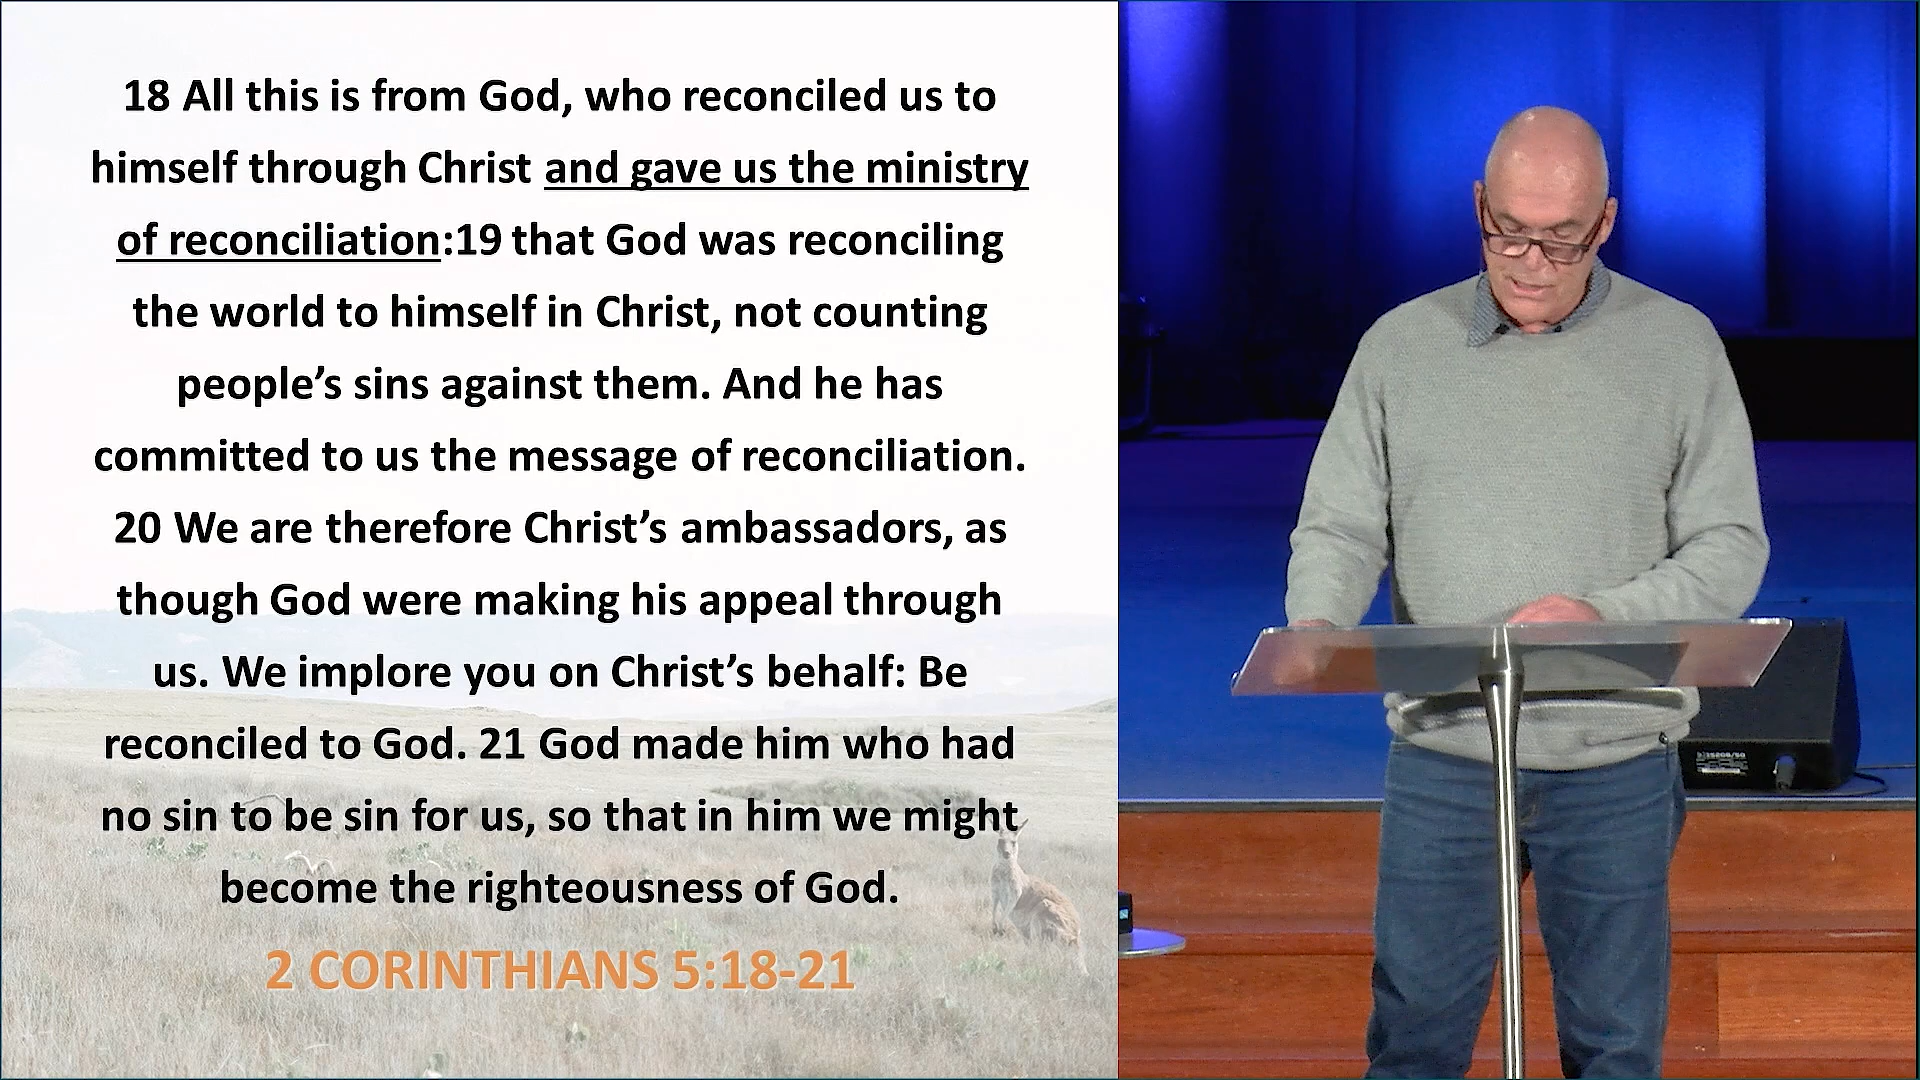 18 All this is from God, who reconciled us to
himself through Christ and gave us the ministry
of reconciliation:19 that God was reconciling
the world to himself in Christ, not counting
people’s sins against them. And he has
committed to us the message of reconciliation.
20 We are therefore Christ’s ambassadors, as
though God were making his appeal through
us. We implore you on Christ’s behalf: Be
reconciled to God. 21 God made him who had
no sin to be sin for us, so that in him we might
become the righteousness of God.
2 CORINTHIANS 5:18-21